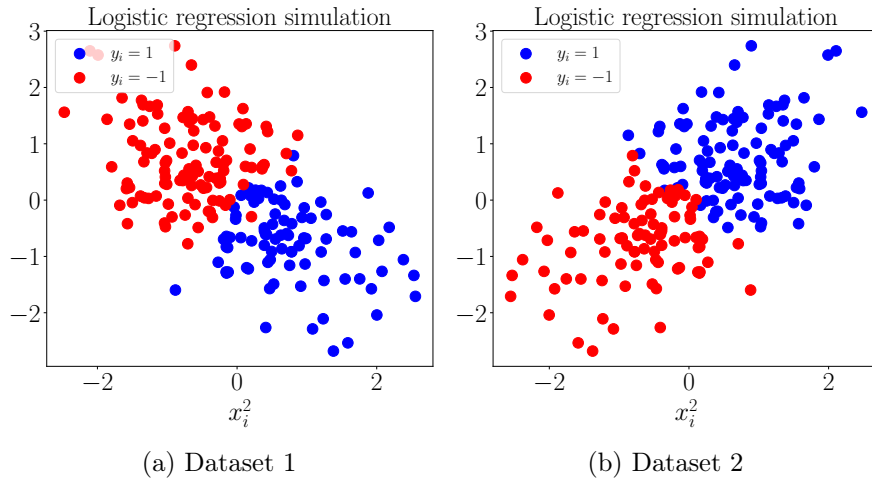 Logistic regression simulation
3
2
1
0
−1
−2
−2
0
2
x_i^2
y_i = 1
y_i = −1
(a) Dataset 1
Logistic regression simulation
3
2
1
0
−1
−2
−2
0
2
x_i^2
y_i = 1
y_i = −1
(b) Dataset 2